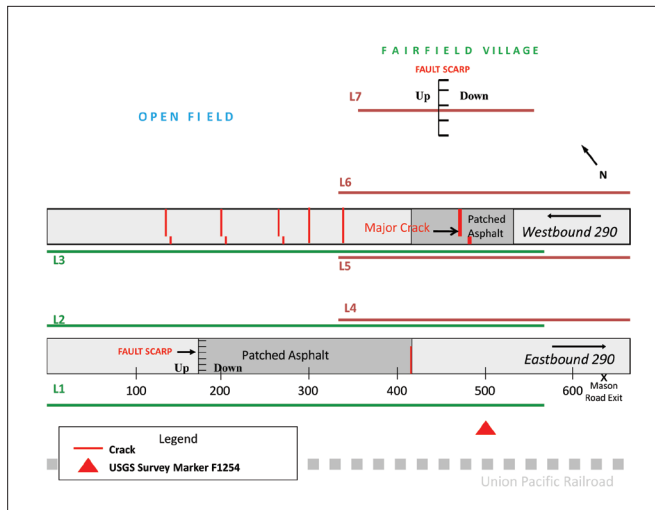 FAIRFIELD VILLAGE
FAULT SCARP
L7
Up Down
OPEN FIELD
N
L6
Major Crack
Patched
Asphalt
Westbound 290
L3
L5
L2
L4
FAULT SCARP
Patched Asphalt
Eastbound 290
Up Down
100 200 300 400 500 600
X
Mason
Road Exit
L1
Legend
Crack
USGS Survey Marker F1254
Union Pacific Railroad